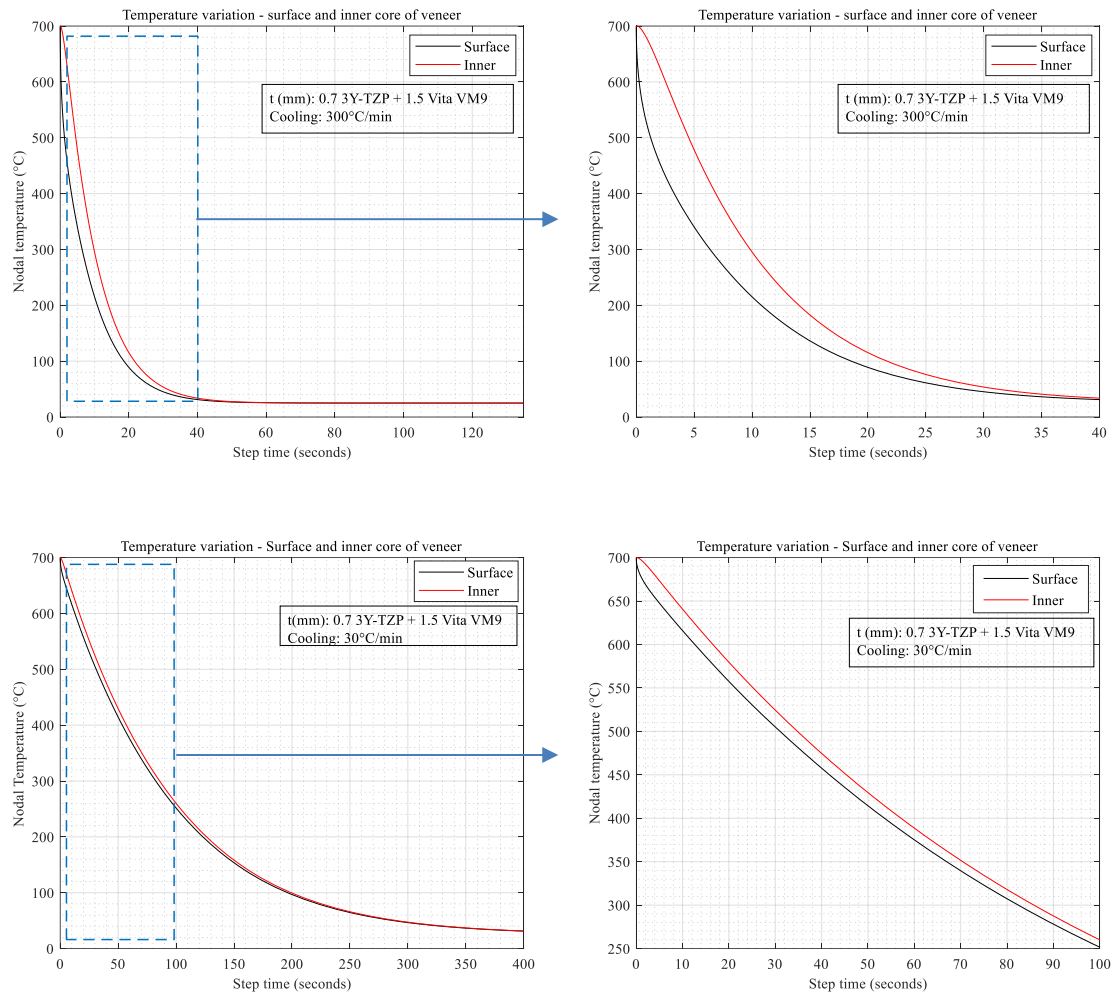 Temperature variation - surface and inner core of veneer
700
600
500
400
300
200
100
0
Nodal temperature (°C)
Surface
Inner
t (mm): 0.7 3Y-TZP + 1.5 Vita VM9
Cooling: 300°C/min
0 20 40 60 80 100 120
Step time (seconds)
Temperature variation - surface and inner core of veneer
700
600
500
400
300
200
100
0
Nodal temperature (°C)
Surface
Inner
t (mm): 0.7 3Y-TZP + 1.5 Vita VM9
Cooling: 300°C/min
0 5 10 15 20 25 30 35 40
Step time (seconds)
Temperature variation - Surface and inner core of veneer
700
600
500
400
300
200
100
0
Nodal Temperature (°C)
Surface
Inner
t(mm): 0.7 3Y-TZP + 1.5 Vita VM9
Cooling: 30°C/min
0 50 100 150 200 250 300 350 400
Step time (seconds)
Temperature variation - Surface and inner core of veneer
700
650
600
550
500
450
400
350
300
250
Nodal temperature (°C)
Surface
Inner
t (mm): 0.7 3Y-TZP + 1.5 Vita VM9
Cooling: 30°C/min
0 10 20 30 40 50 60 70 80 90 100
Step time (seconds)